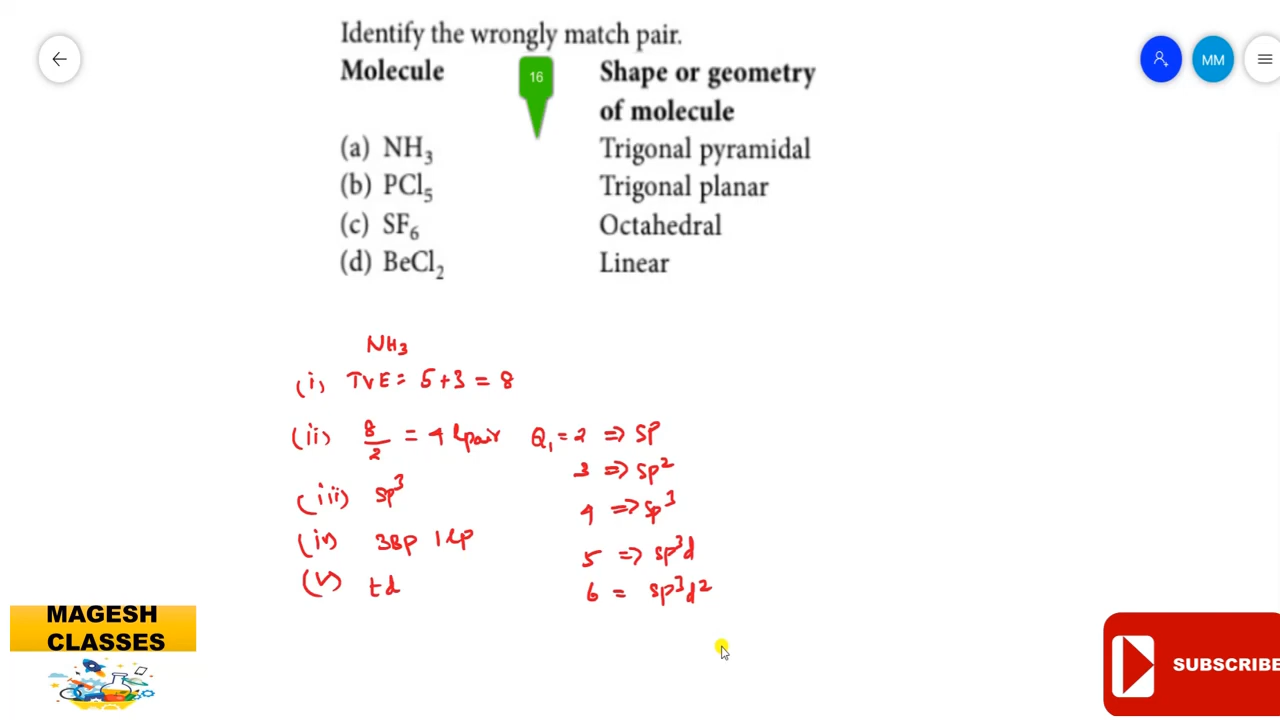 Identify the wrongly match pair.
Molecule
16
Shape or geometry
of molecule
(a) NH₃ Trigonal pyramidal
(b) PCl₅ Trigonal planar
(c) SF₆ Octahedral
(d) BeCl₂ Linear
MM
NH₃
(i) TVE = 5+3 = 8
(ii) 8/2 = 4 epair
(iii) sp³
(iv) 3BP 1LP
(v) td
Q₁ = 2 => SP
3 => SP²
4 => SP³
5 => SP³d
6 = SP³d²
MAGESH
CLASSES
SUBSCRIBE